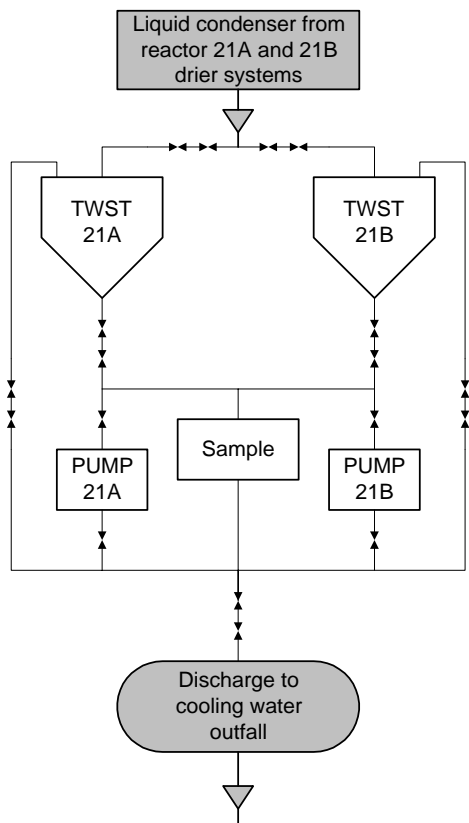 Liquid condenser from
reactor 21A and 21B
drier systems
TWST
21A
TWST
21B
Sample
PUMP
21A
PUMP
21B
Discharge to
cooling water
outfall